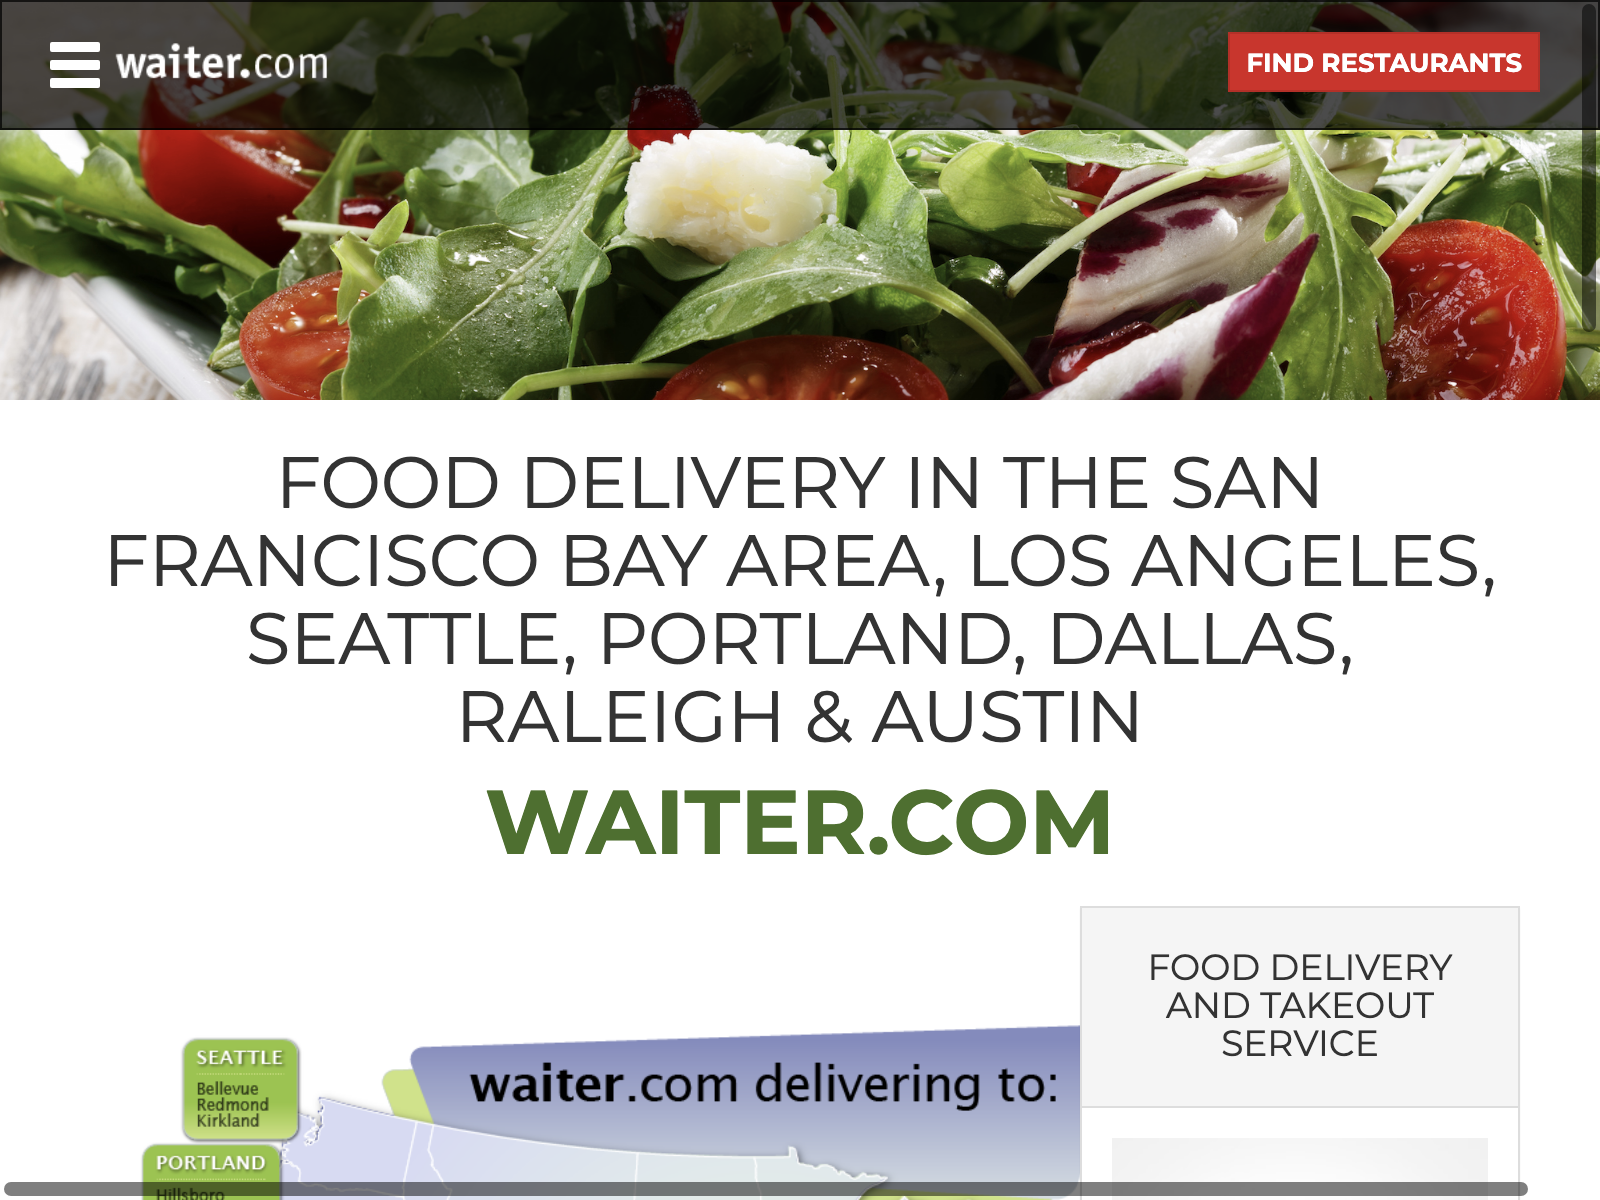 waiter.com
FIND RESTAURANTS
FOOD DELIVERY IN THE SAN
FRANCISCO BAY AREA, LOS ANGELES,
SEATTLE, PORTLAND, DALLAS,
RALEIGH & AUSTIN
WAITER.COM
FOOD DELIVERY
AND TAKEOUT
SERVICE
waiter.com delivering to:
SEATTLE
Bellevue
Redmond
Kirkland
PORTLAND
Hillsboro